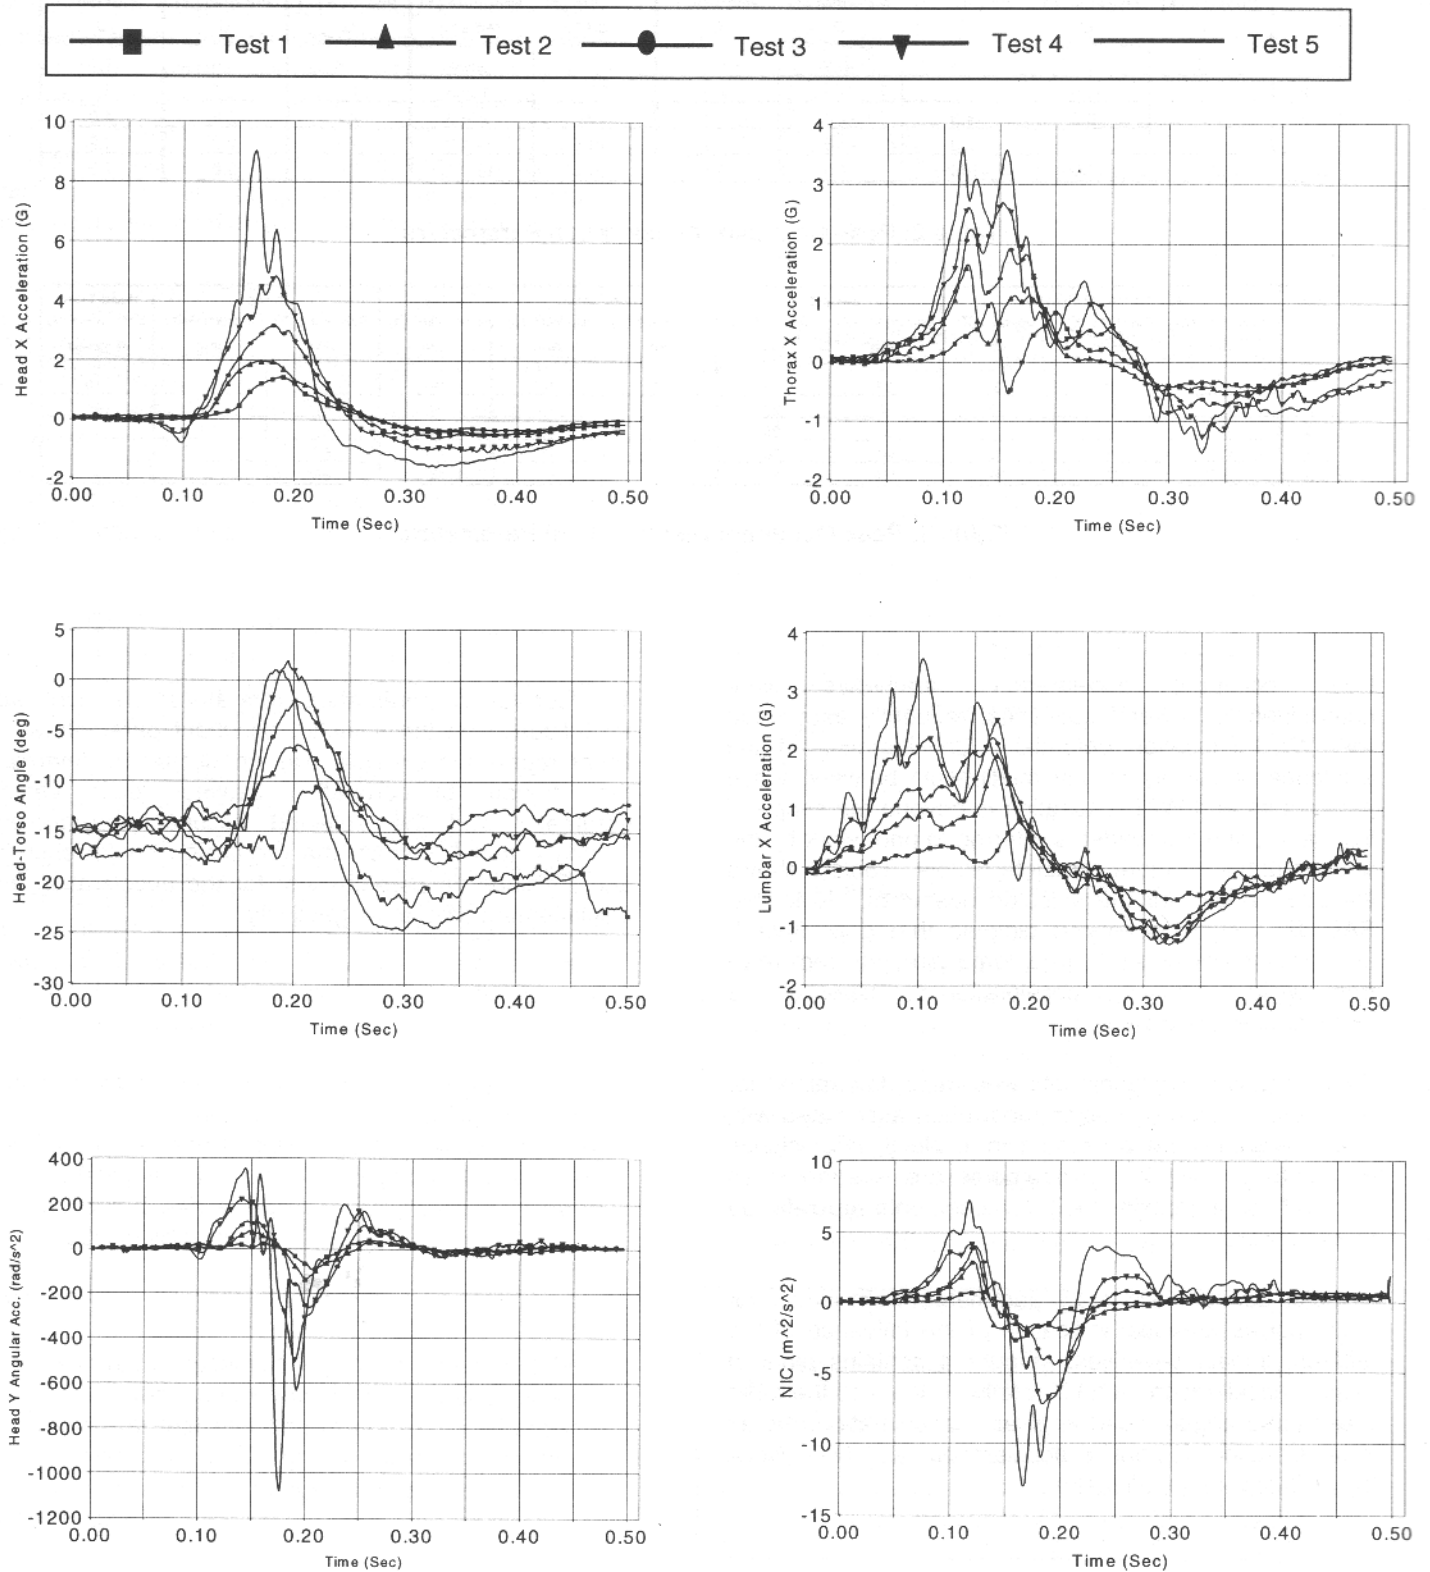 Test 1 Test 2 Test 3 Test 4 Test 5
Head X Acceleration (G)
10
8
6
4
2
0
-2
0.00 0.10 0.20 0.30 0.40 0.50
Time (Sec)
Thorax X Acceleration (G)
4
3
2
1
0
-1
-2
0.00 0.10 0.20 0.30 0.40 0.50
Time (Sec)
Head-Torso Angle (deg)
5
0
-5
-10
-15
-20
-25
-30
0.00 0.10 0.20 0.30 0.40 0.50
Time (Sec)
Lumbar X Acceleration (G)
4
3
2
1
0
-1
-2
0.00 0.10 0.20 0.30 0.40 0.50
Time (Sec)
Head Y Angular Acc. (rad/s^2)
400
200
0
-200
-400
-600
-800
-1000
-1200
0.00 0.10 0.20 0.30 0.40 0.50
Time (Sec)
NIC (m^2/s^2)
10
5
0
-5
-10
-15
0.00 0.10 0.20 0.30 0.40 0.50
Time (Sec)